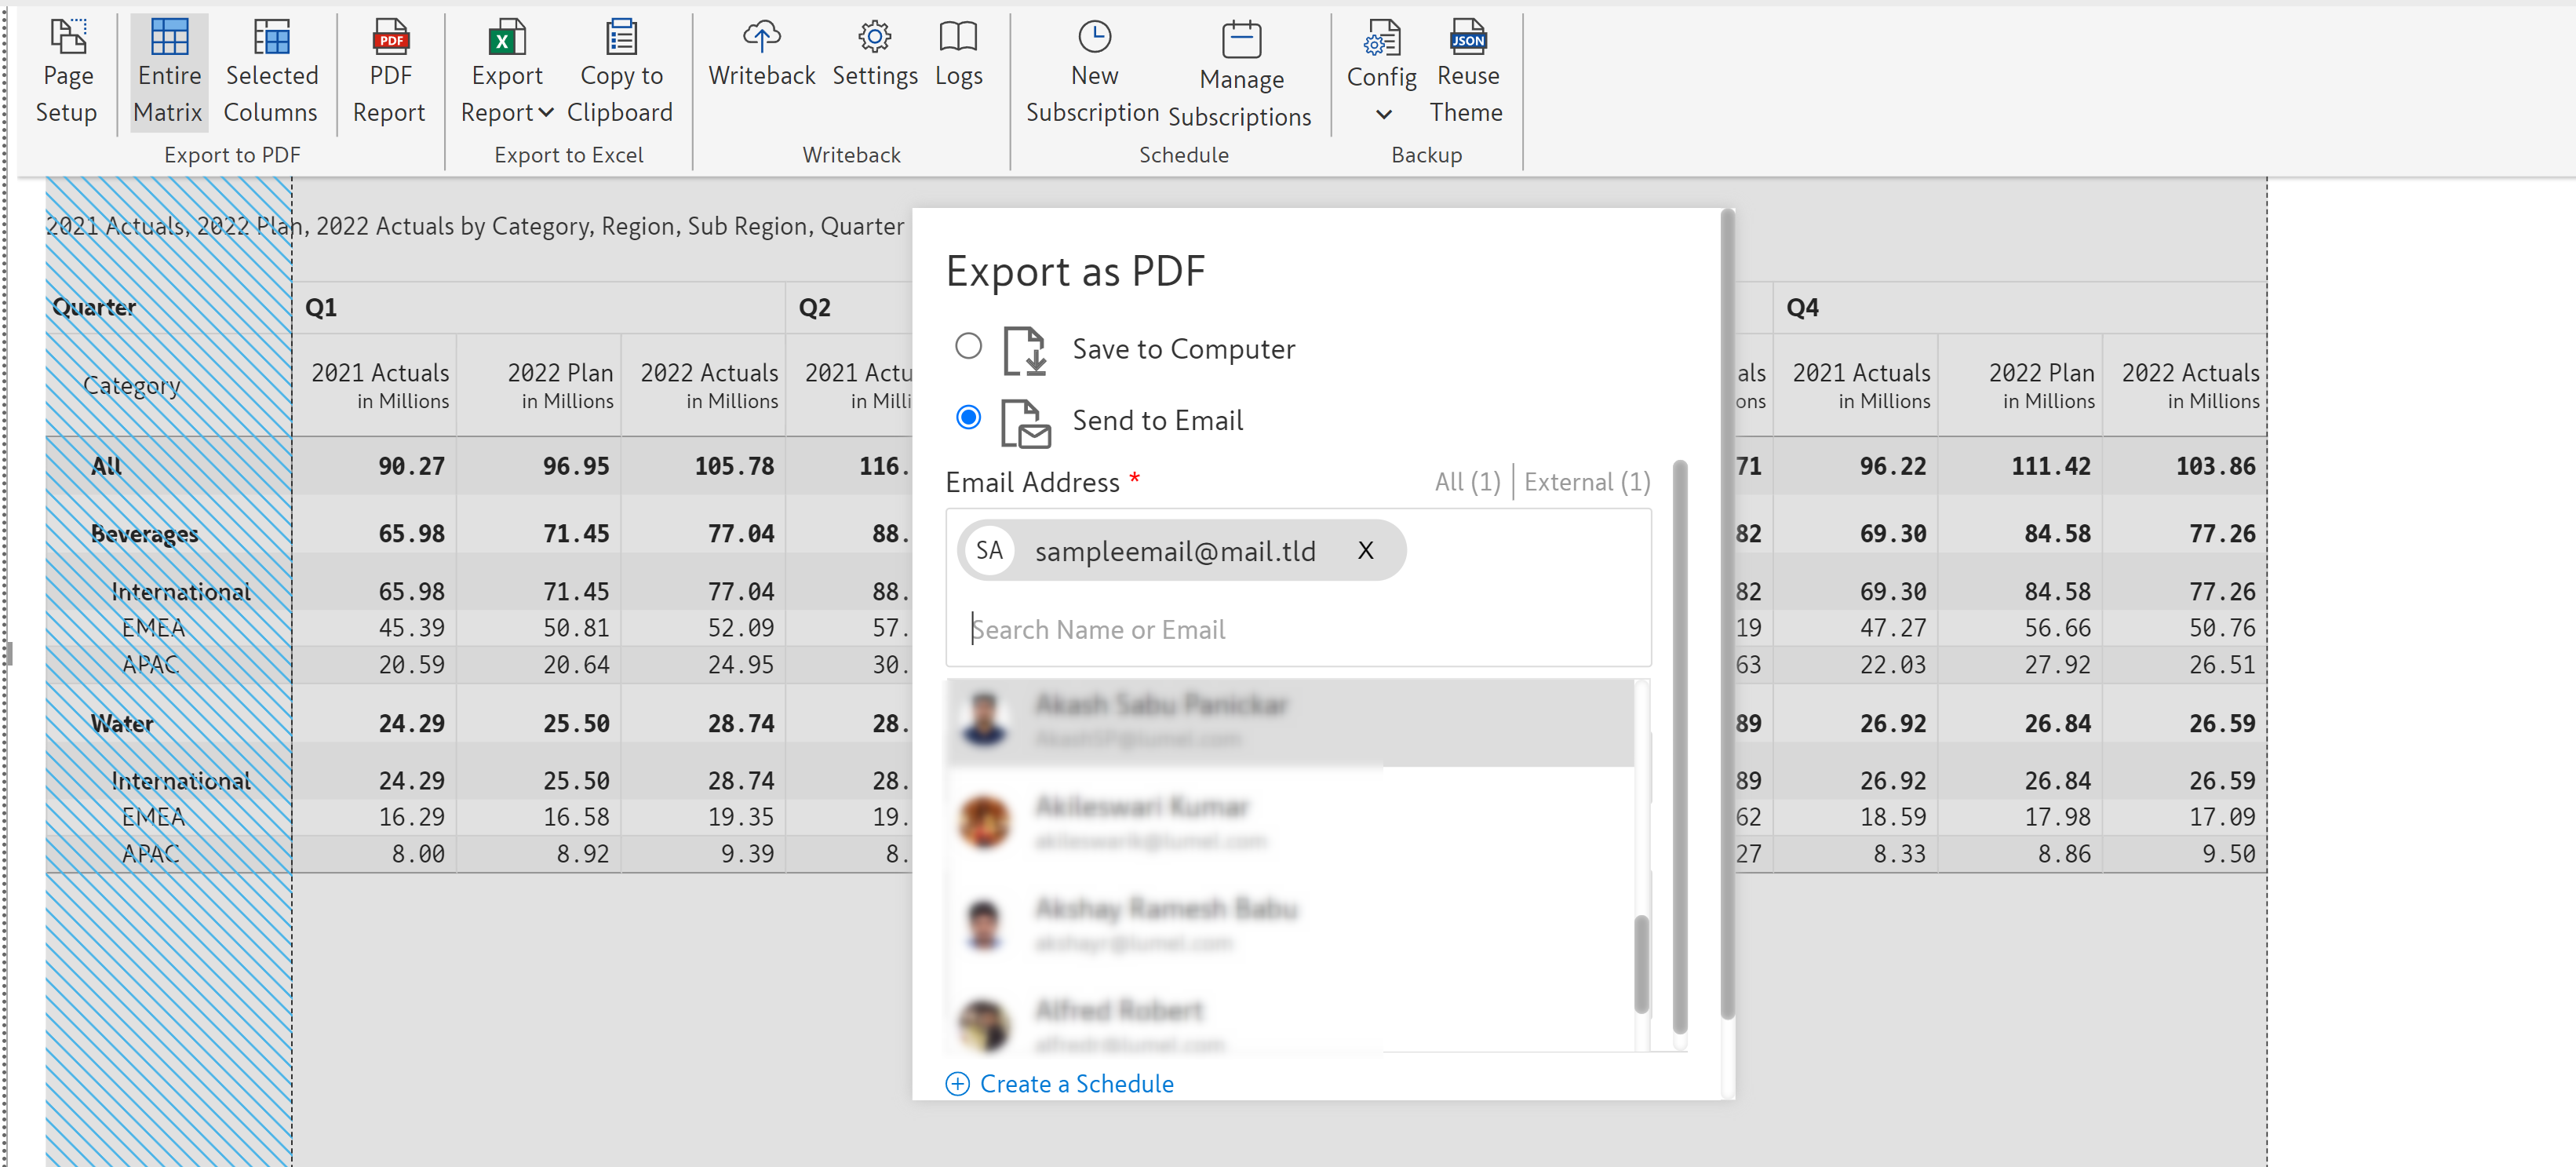 Page Setup
Entire Matrix
Selected Columns
PDF
PDF Report
X
Export Report
Copy to Clipboard
Writeback
Settings
Logs
New Subscription
Manage Subscriptions
Config
JSON
Reuse Theme
Export to PDF
Export to Excel
Writeback
Schedule
Backup
2021 Actuals, 2022 Plan, 2022 Actuals by Category, Region, Sub Region, Quarter
Quarter Q1 Q2 Q4
Category 2021 Actuals 2022 Plan 2022 Actuals 2021 Actu als 2021 Actuals 2022 Plan 2022 Actuals
in Millions in Millions in Millions in Milli ons in Millions in Millions in Millions
All 90.27 96.95 105.78 116. 71 96.22 111.42 103.86
Beverages 65.98 71.45 77.04 88. 82 69.30 84.58 77.26
International 65.98 71.45 77.04 88. 82 69.30 84.58 77.26
EMEA 45.39 50.81 52.09 57. 19 47.27 56.66 50.76
APAC 20.59 20.64 24.95 30. 63 22.03 27.92 26.51
Water 24.29 25.50 28.74 28. 89 26.92 26.84 26.59
International 24.29 25.50 28.74 28. 89 26.92 26.84 26.59
EMEA 16.29 16.58 19.35 19. 62 18.59 17.98 17.09
APAC 8.00 8.92 9.39 8. 27 8.33 8.86 9.50
Export as PDF
Save to Computer
Send to Email
Email Address * All (1) External (1)
SA sampleemail@mail.tld X
Search Name or Email
Create a Schedule